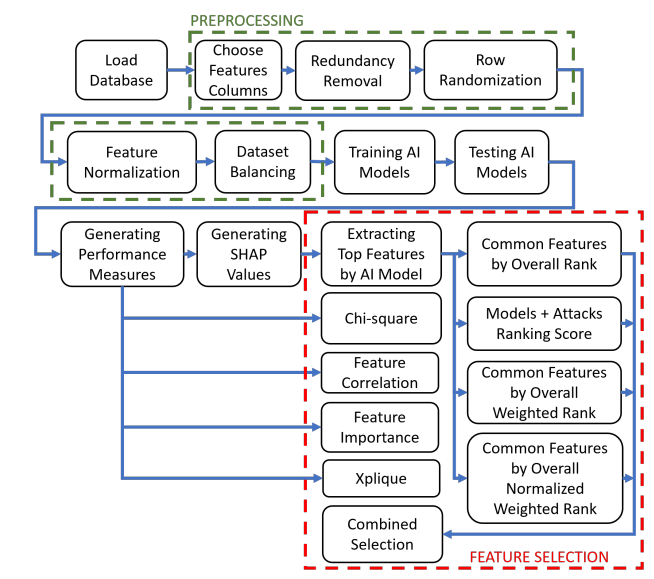 PREPROCESSING
Load
Database
Choose
Features
Columns
Redundancy
Removal
Row
Randomization
Feature
Normalization
Dataset
Balancing
Training AI
Models
Testing AI
Models
Generating
Performance
Measures
Generating
SHAP
Values
Extracting
Top Features
by AI Model
Common Features
by Overall Rank
Chi-square
Models + Attacks
Ranking Score
Feature
Correlation
Common Features
by Overall
Weighted Rank
Feature
Importance
Xplique
Common Features
by Overall
Normalized
Weighted Rank
Combined
Selection
FEATURE SELECTION